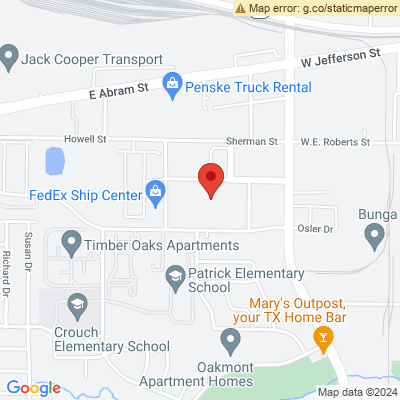 Map error: g.co/staticmaperror
Jack Cooper Transport
W Jefferson St
E Abram St
Penske Truck Rental
Howell St
Sherman St
W.E. Roberts St
FedEx Ship Center
Osler Dr
Bunga
Timber Oaks Apartments
Susan Dr
Richard Dr
Patrick Elementary
School
Mary's Outpost,
your TX Home Bar
Crouch
Elementary School
Oakmont
Apartment Homes
Google
Map data ©2024